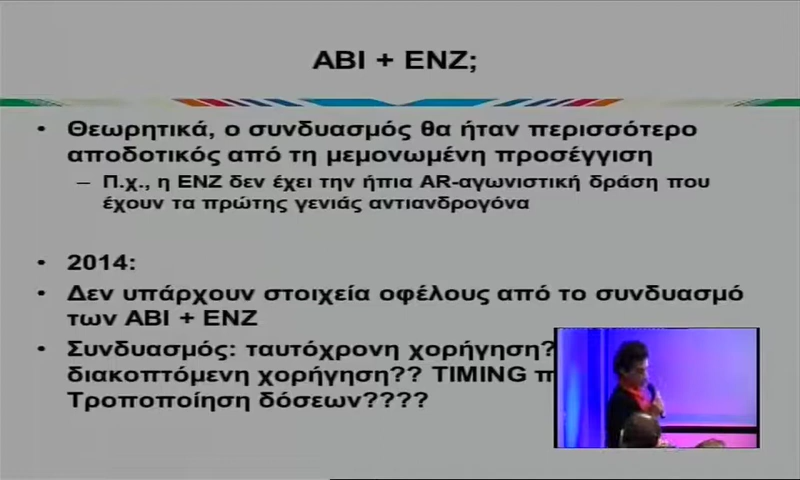 ABI + ENZ;
• Θεωρητικά, ο συνδυασμός θα ήταν περισσότερο
αποδοτικός από τη μεμονωμένη προσέγγιση
– Π.χ., η ENZ δεν έχει την ήπια AR-αγωνιστική δράση που
έχουν τα πρώτης γενιάς αντιανδρογόνα
• 2014:
• Δεν υπάρχουν στοιχεία οφέλους από το συνδυασμό
των ABI + ENZ
• Συνδυασμός: ταυτόχρονη χορήγηση?
διακοπτόμενη χορήγηση?? TIMING
Τροποποίηση δόσεων????